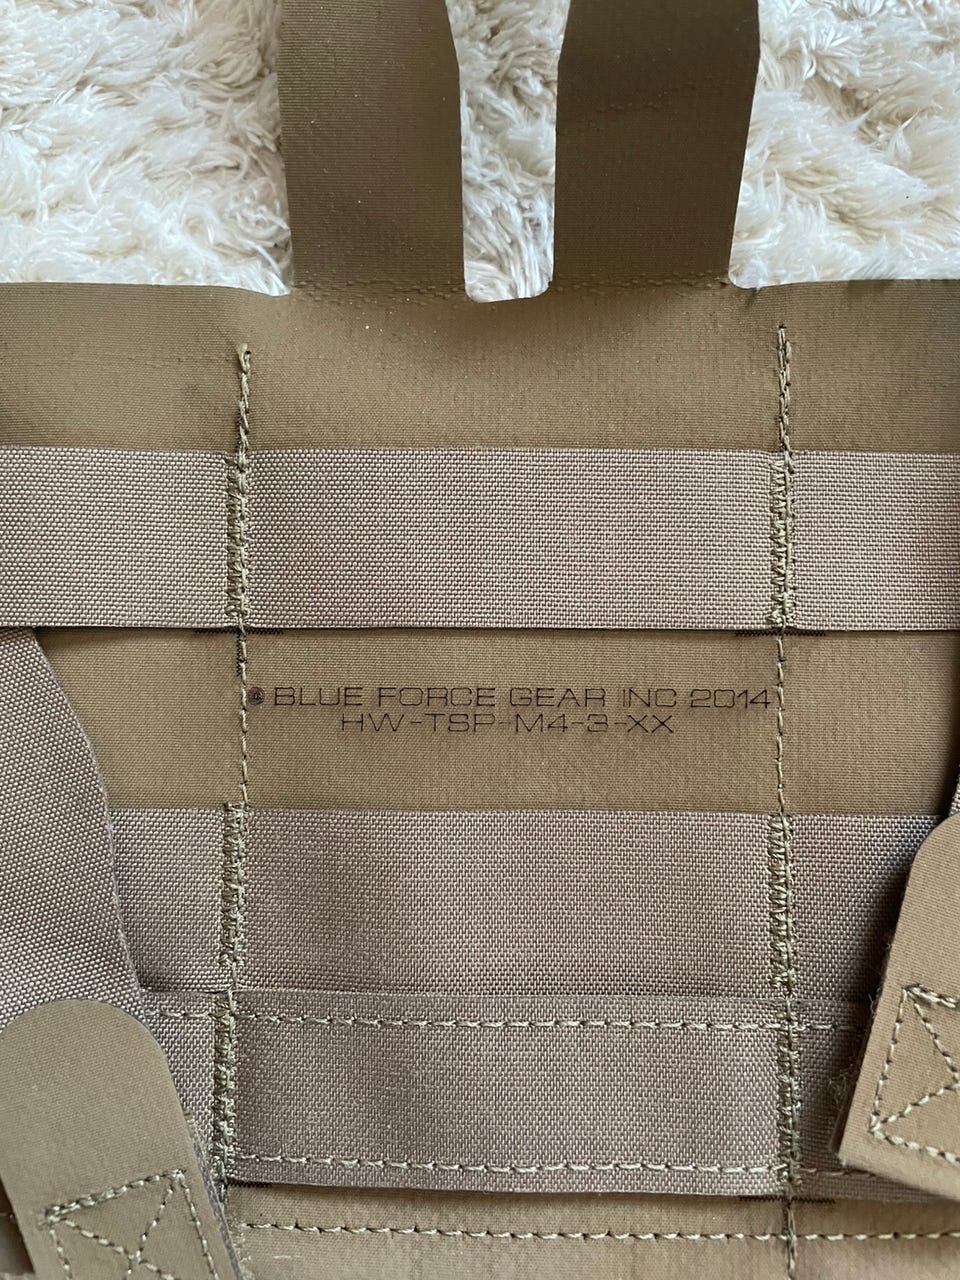 © BLUE FORCE GEAR INC 2014
HW-TSP-M4-3-XX